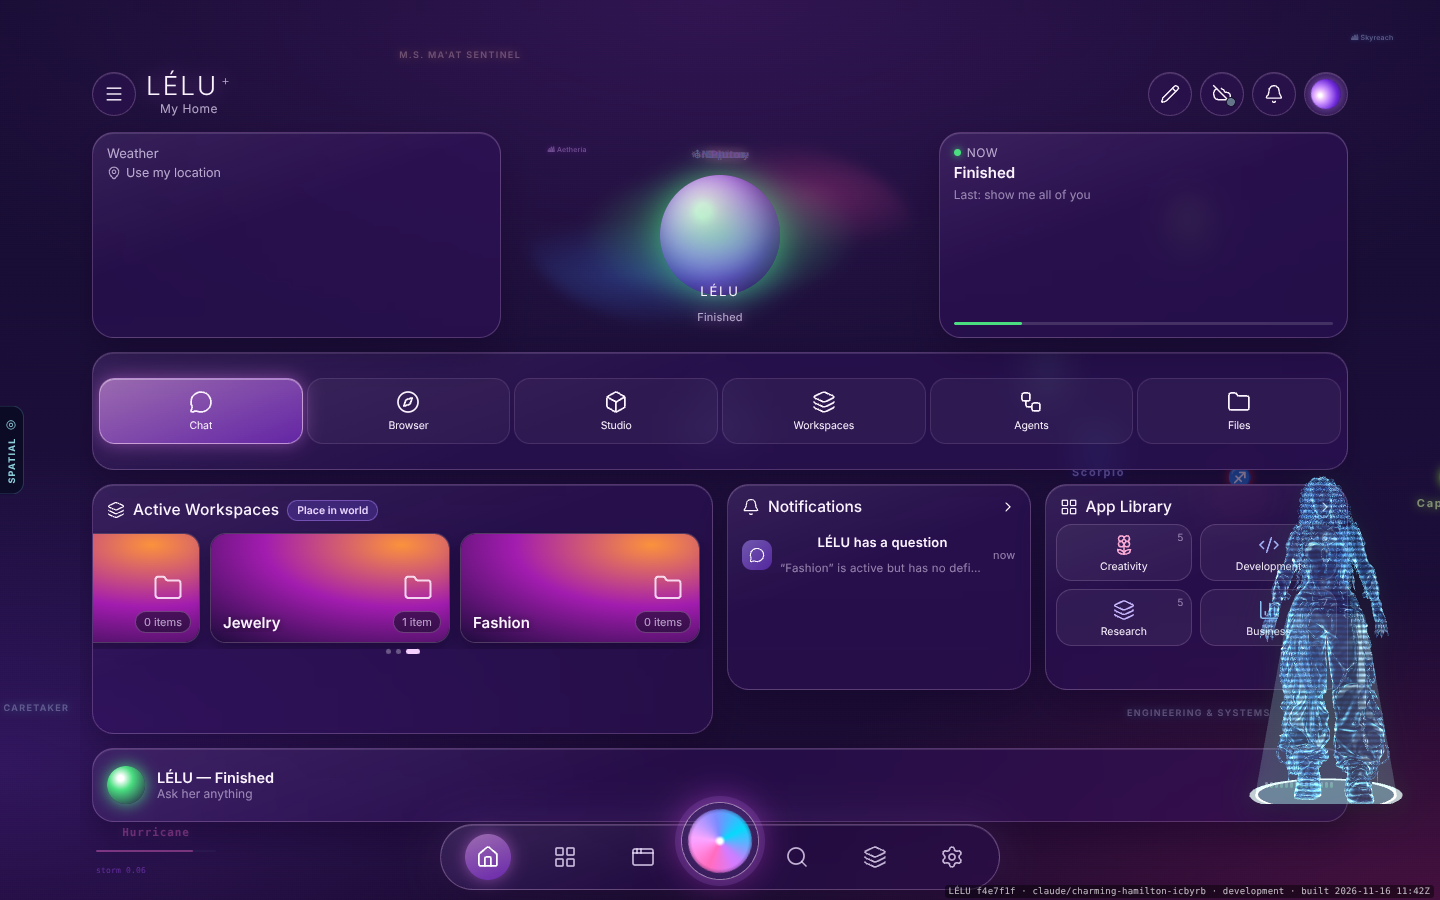 M.S. MA'AT SENTINEL
Skyreach
LÉLU +
My Home
Weather
Use my location
Aetheria
LÉLU
Finished
NOW
Finished
Last: show me all of you
Chat
Browser
Studio
Workspaces
Agents
Files
SPATIAL
Scorpio
Active Workspaces
Place in world
0 items
Jewelry
1 item
Fashion
0 items
Notifications
LÉLU has a question
now
“Fashion” is active but has no defi...
App Library
Creativity
5
Development
Research
5
Business
CARETAKER
ENGINEERING & SYSTEMS
LÉLU — Finished
Ask her anything
Hurricane
storm 0.06
LÉLU f4e7f1f · claude/charming-hamilton-icbyrb · development · built 2026-11-16 11:42Z